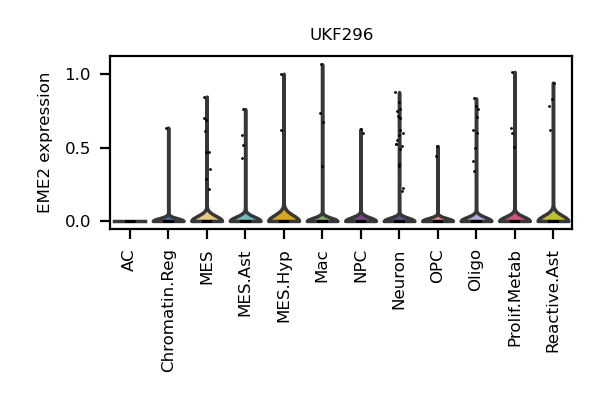 UKF296
EME2 expression
1.0
0.5
0.0
AC
Chromatin.Reg
MES
MES.Ast
MES.Hyp
Mac
NPC
Neuron
OPC
Oligo
Prolif.Metab
Reactive.Ast